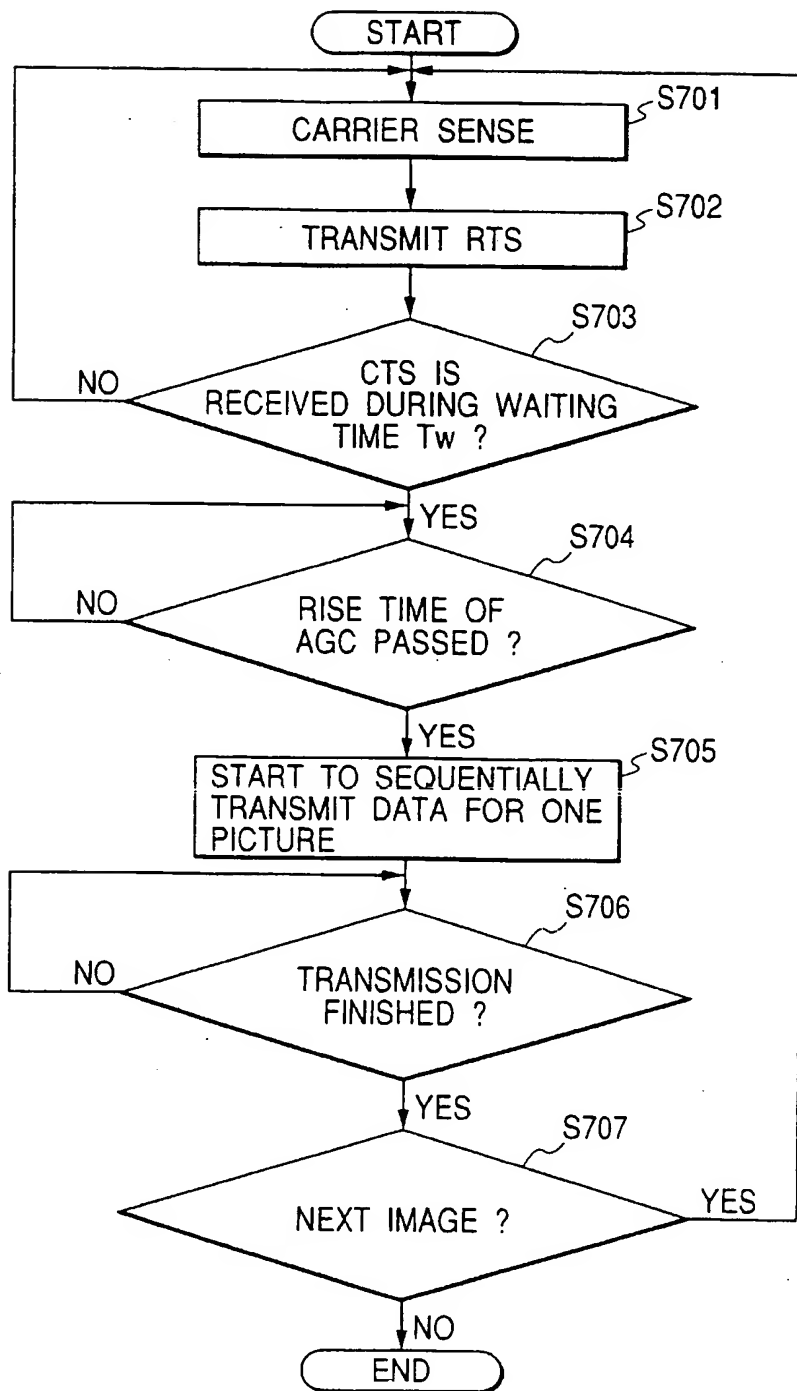 START
S701
CARRIER SENSE
S702
TRANSMIT RTS
S703
CTS IS
RECEIVED DURING WAITING
TIME Tw ?
NO
YES
S704
RISE TIME OF
AGC PASSED ?
NO
YES
S705
START TO SEQUENTIALLY
TRANSMIT DATA FOR ONE
PICTURE
S706
TRANSMISSION
FINISHED ?
NO
YES
S707
NEXT IMAGE ?
YES
NO
END